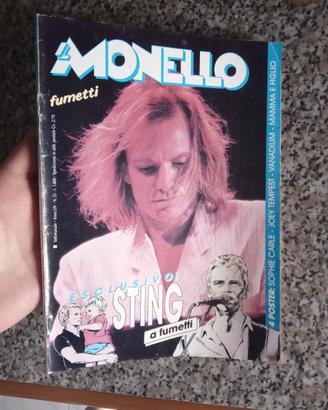 IL MONELLO
fumetti
4 POSTER: SOPHIE CARLE - JOEY TEMPEST - VANADIUM - MAMMA E FIGLIO
ESCLUSIVO
STING
a fumetti